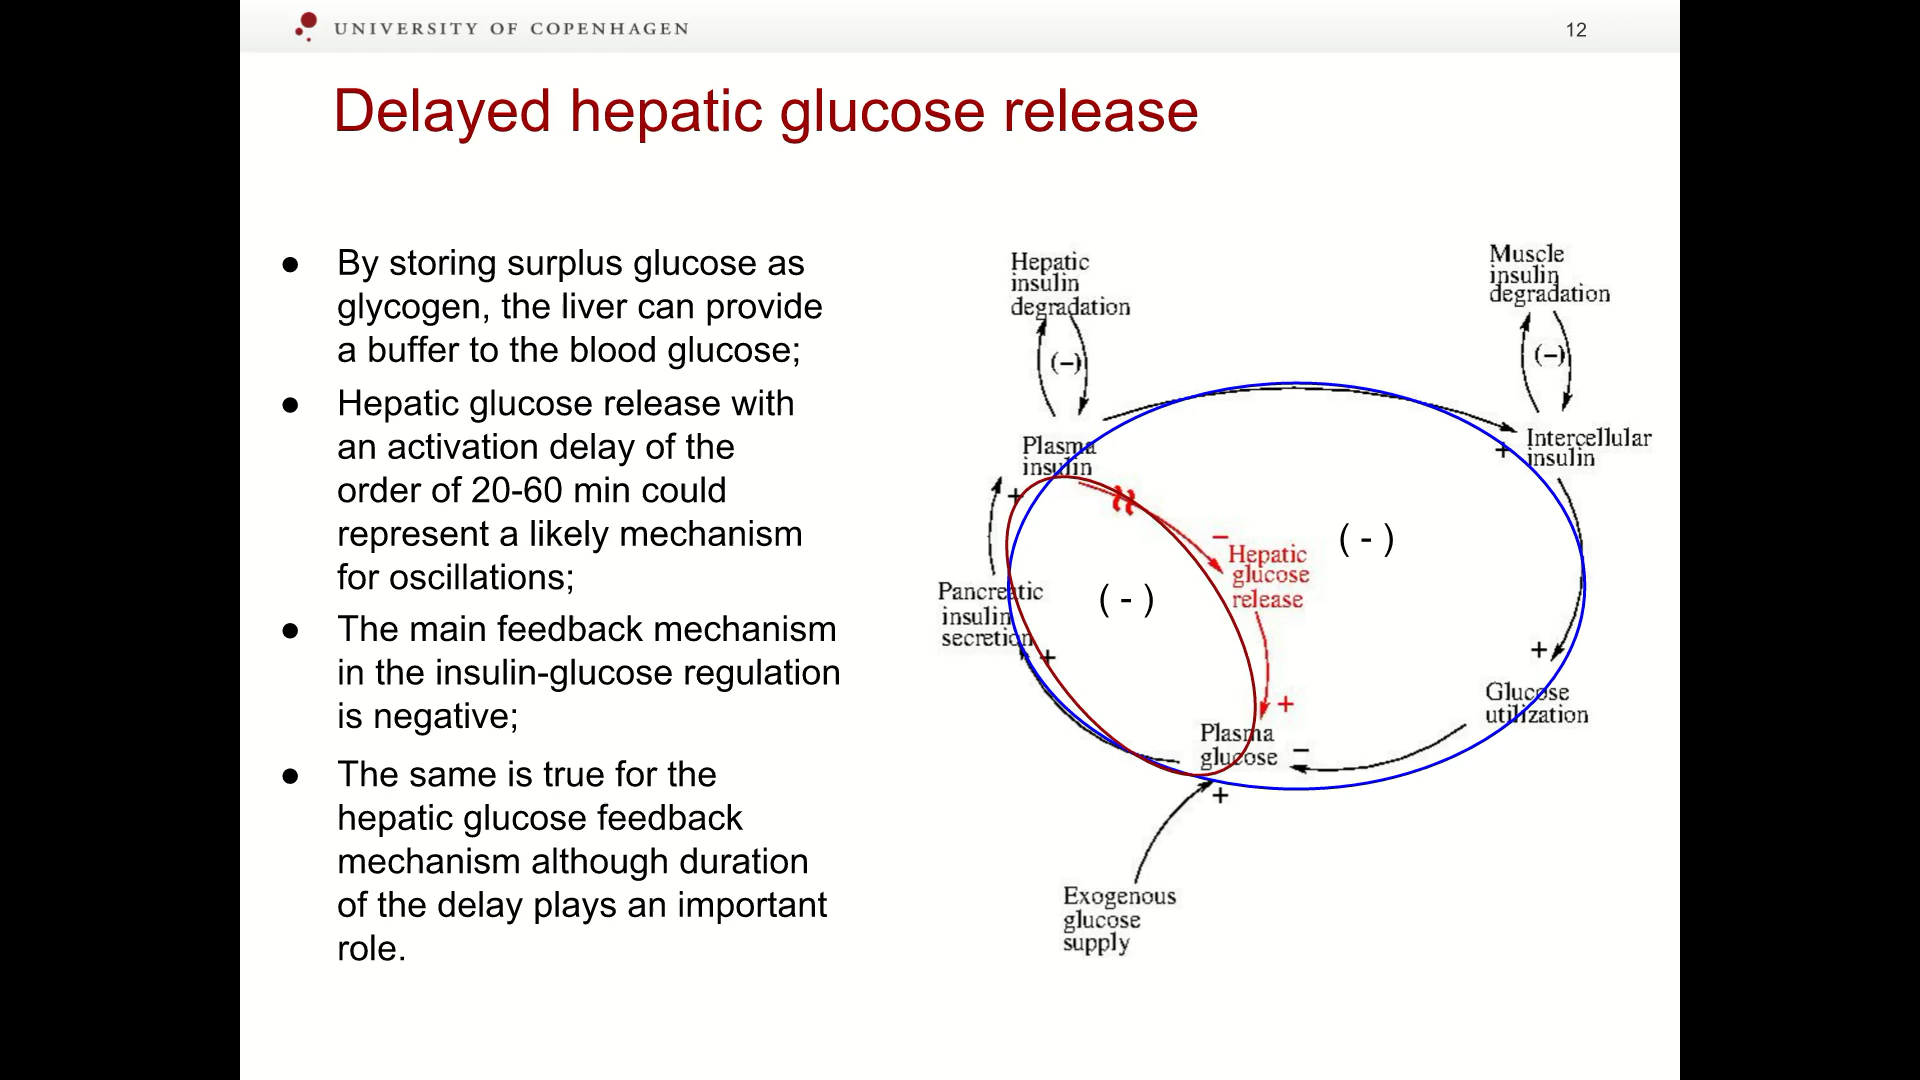 UNIVERSITY OF COPENHAGEN
12
Delayed hepatic glucose release
● By storing surplus glucose as
glycogen, the liver can provide
a buffer to the blood glucose;
● Hepatic glucose release with
an activation delay of the
order of 20-60 min could
represent a likely mechanism
for oscillations;
● The main feedback mechanism
in the insulin-glucose regulation
is negative;
● The same is true for the
hepatic glucose feedback
mechanism although duration
of the delay plays an important
role.
Hepatic
insulin
degradation
(–)
Muscle
insulin
degradation
(–)
Plasma
insulin
+
Intercellular
insulin
+
–
Hepatic
glucose
release
( - )
( - )
Pancreatic
insulin
secretion
+
+
Glucose
utilization
+
Plasma
glucose
–
+
Exogenous
glucose
supply